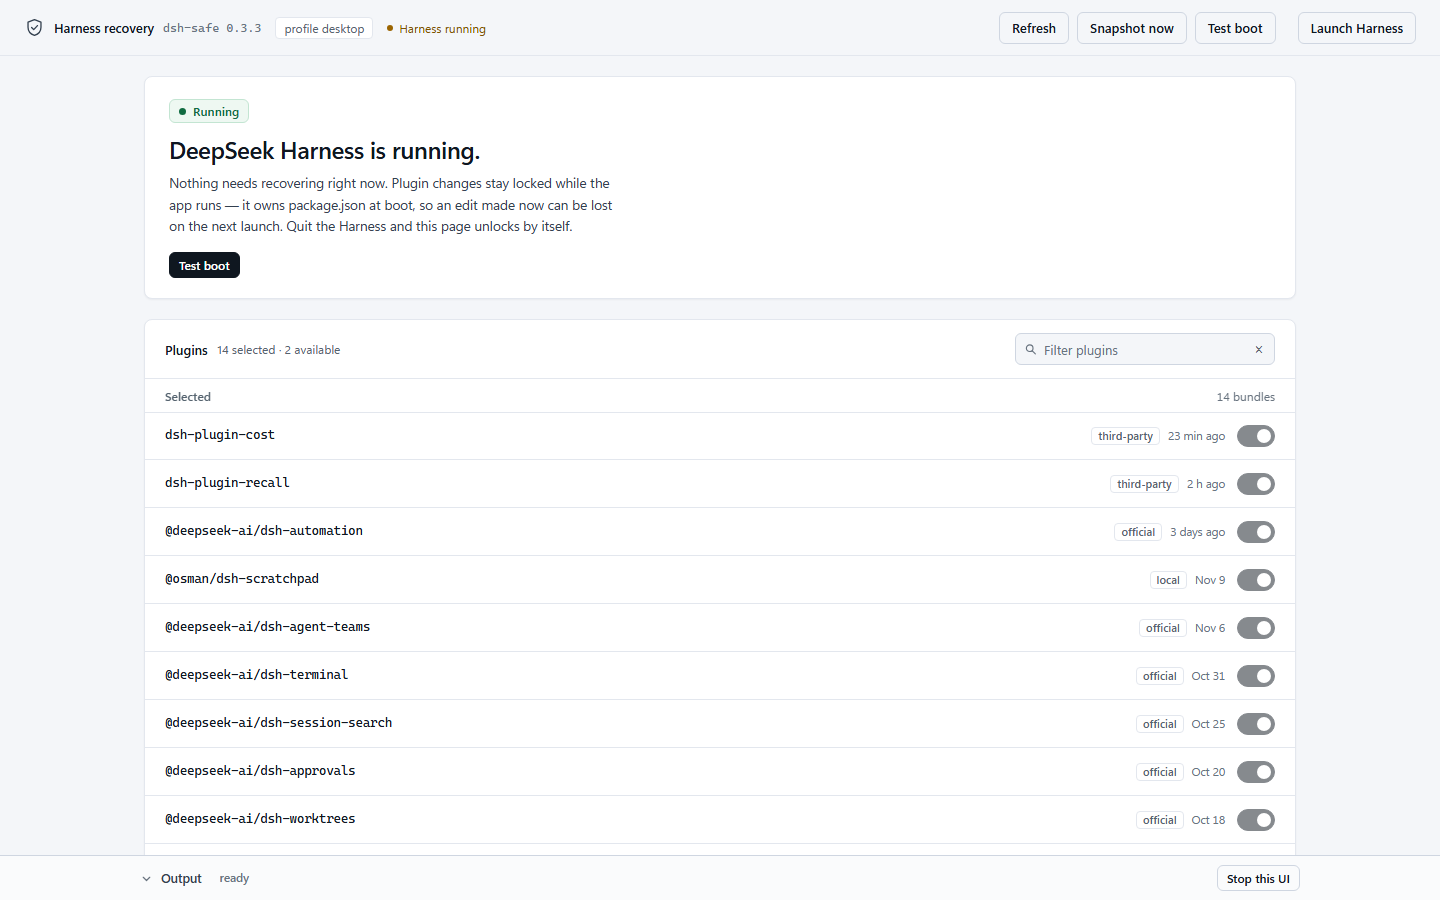 Harness recovery dsh-safe 0.3.3 profile desktop Harness running Refresh Snapshot now Test boot Launch Harness
Running
DeepSeek Harness is running.
Nothing needs recovering right now. Plugin changes stay locked while the
app runs — it owns package.json at boot, so an edit made now can be lost
on the next launch. Quit the Harness and this page unlocks by itself.
Test boot
Plugins 14 selected · 2 available Filter plugins ×
Selected 14 bundles
dsh-plugin-cost third-party 23 min ago
dsh-plugin-recall third-party 2 h ago
@deepseek-ai/dsh-automation official 3 days ago
@osman/dsh-scratchpad local Nov 9
@deepseek-ai/dsh-agent-teams official Nov 6
@deepseek-ai/dsh-terminal official Oct 31
@deepseek-ai/dsh-session-search official Oct 25
@deepseek-ai/dsh-approvals official Oct 20
@deepseek-ai/dsh-worktrees official Oct 18
Output ready Stop this UI